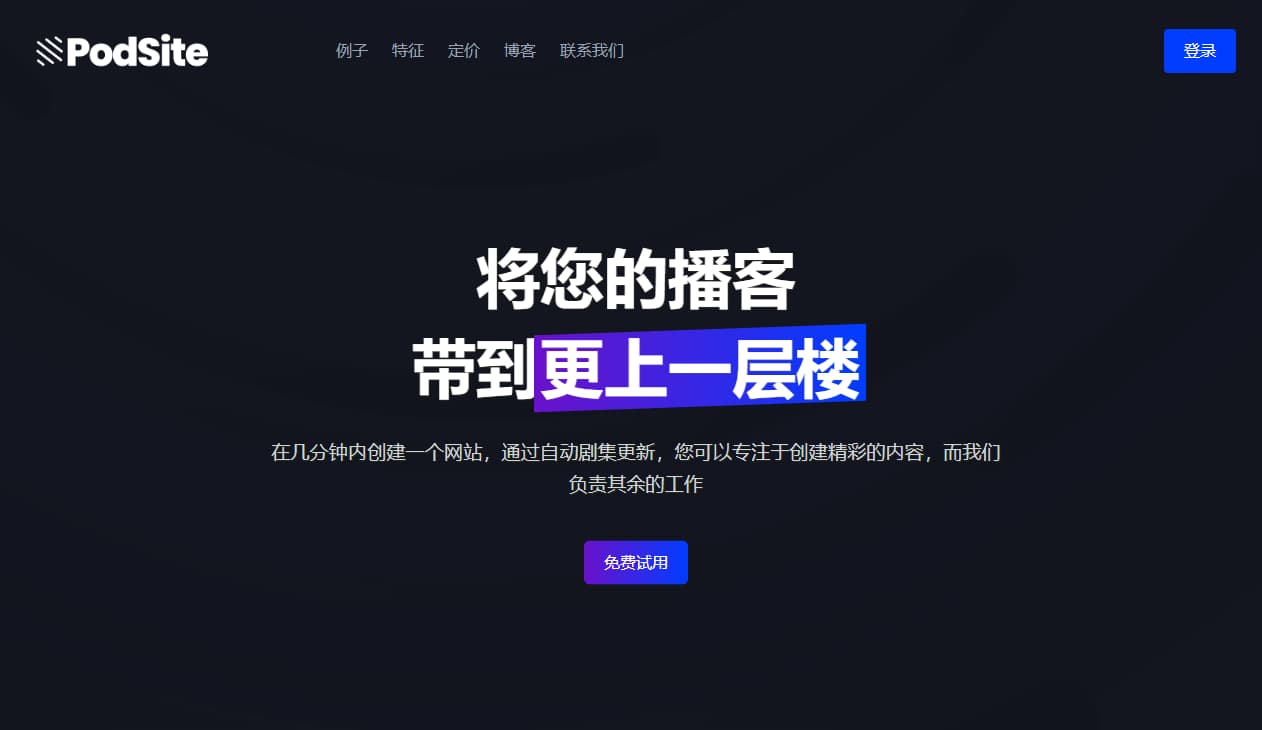 PodSite
例子 特征 定价 博客 联系我们
登录
将您的播客
带到更上一层楼
在几分钟内创建一个网站，通过自动剧集更新，您可以专注于创建精彩的内容，而我们
负责其余的工作
免费试用